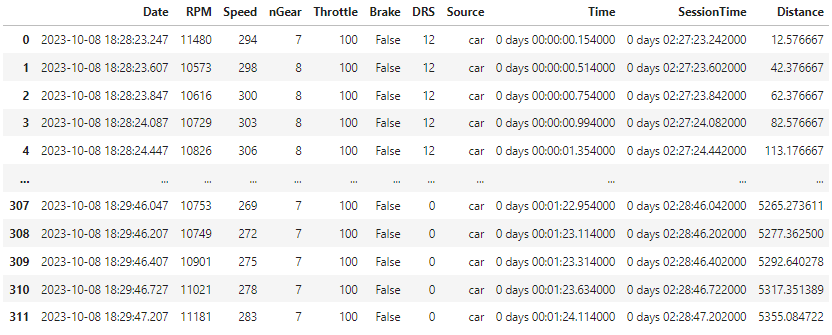 Date RPM Speed nGear Throttle Brake DRS Source Time SessionTime Distance
0 2023-10-08 18:28:23.247 11480 294 7 100 False 12 car 0 days 00:00:00.154000 0 days 02:27:23.242000 12.576667
1 2023-10-08 18:28:23.607 10573 298 8 100 False 12 car 0 days 00:00:00.514000 0 days 02:27:23.602000 42.376667
2 2023-10-08 18:28:23.847 10616 300 8 100 False 12 car 0 days 00:00:00.754000 0 days 02:27:23.842000 62.376667
3 2023-10-08 18:28:24.087 10729 303 8 100 False 12 car 0 days 00:00:00.994000 0 days 02:27:24.082000 82.576667
4 2023-10-08 18:28:24.447 10826 306 8 100 False 12 car 0 days 00:00:01.354000 0 days 02:27:24.442000 113.176667
... ... ... ... ... ... ... ... ... ... ... ...
307 2023-10-08 18:29:46.047 10753 269 7 100 False 0 car 0 days 00:01:22.954000 0 days 02:28:46.042000 5265.273611
308 2023-10-08 18:29:46.207 10749 272 7 100 False 0 car 0 days 00:01:23.114000 0 days 02:28:46.202000 5277.362500
309 2023-10-08 18:29:46.407 10901 275 7 100 False 0 car 0 days 00:01:23.314000 0 days 02:28:46.402000 5292.640278
310 2023-10-08 18:29:46.727 11021 278 7 100 False 0 car 0 days 00:01:23.634000 0 days 02:28:46.722000 5317.351389
311 2023-10-08 18:29:47.207 11181 283 7 100 False 0 car 0 days 00:01:24.114000 0 days 02:28:47.202000 5355.084722